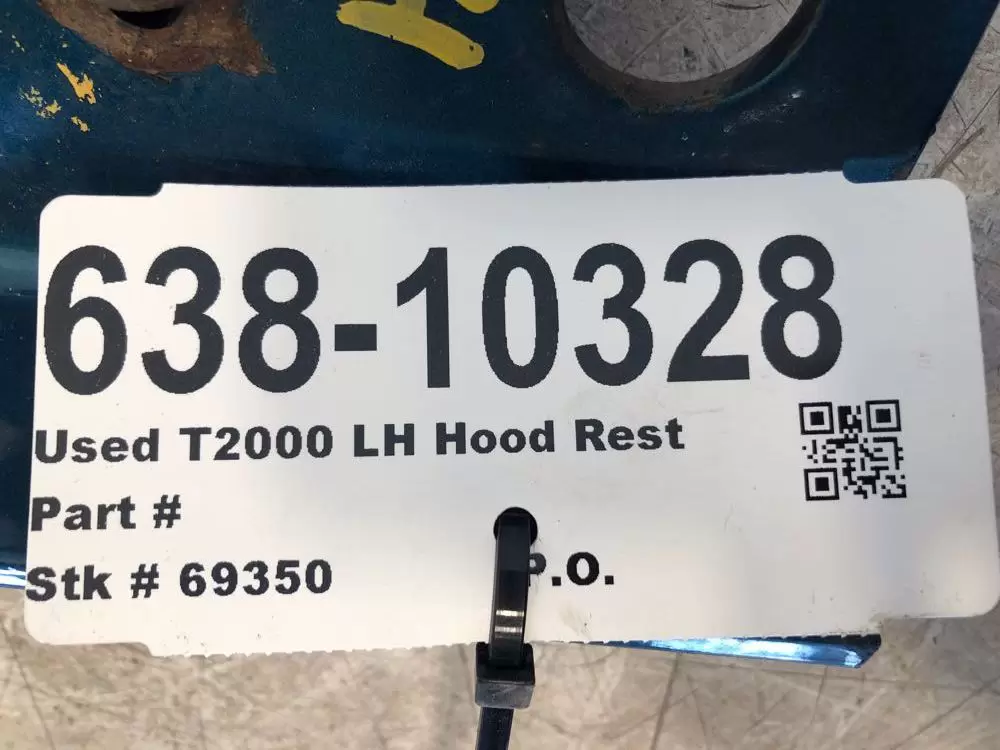 638-10328
Used T2000 LH Hood Rest
Part #
Stk # 69350 P.O.